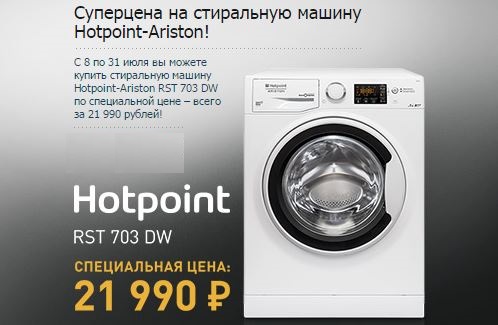 Суперцена на стиральную машину
Hotpoint-Ariston!
С 8 по 31 июля вы можете
купить стиральную машину
Hotpoint-Ariston RST 703 DW
по специальной цене – всего
за 21 990 рублей!
Hotpoint
Hotpoint
RST 703 DW
СПЕЦИАЛЬНАЯ ЦЕНА:
21 990 ₽